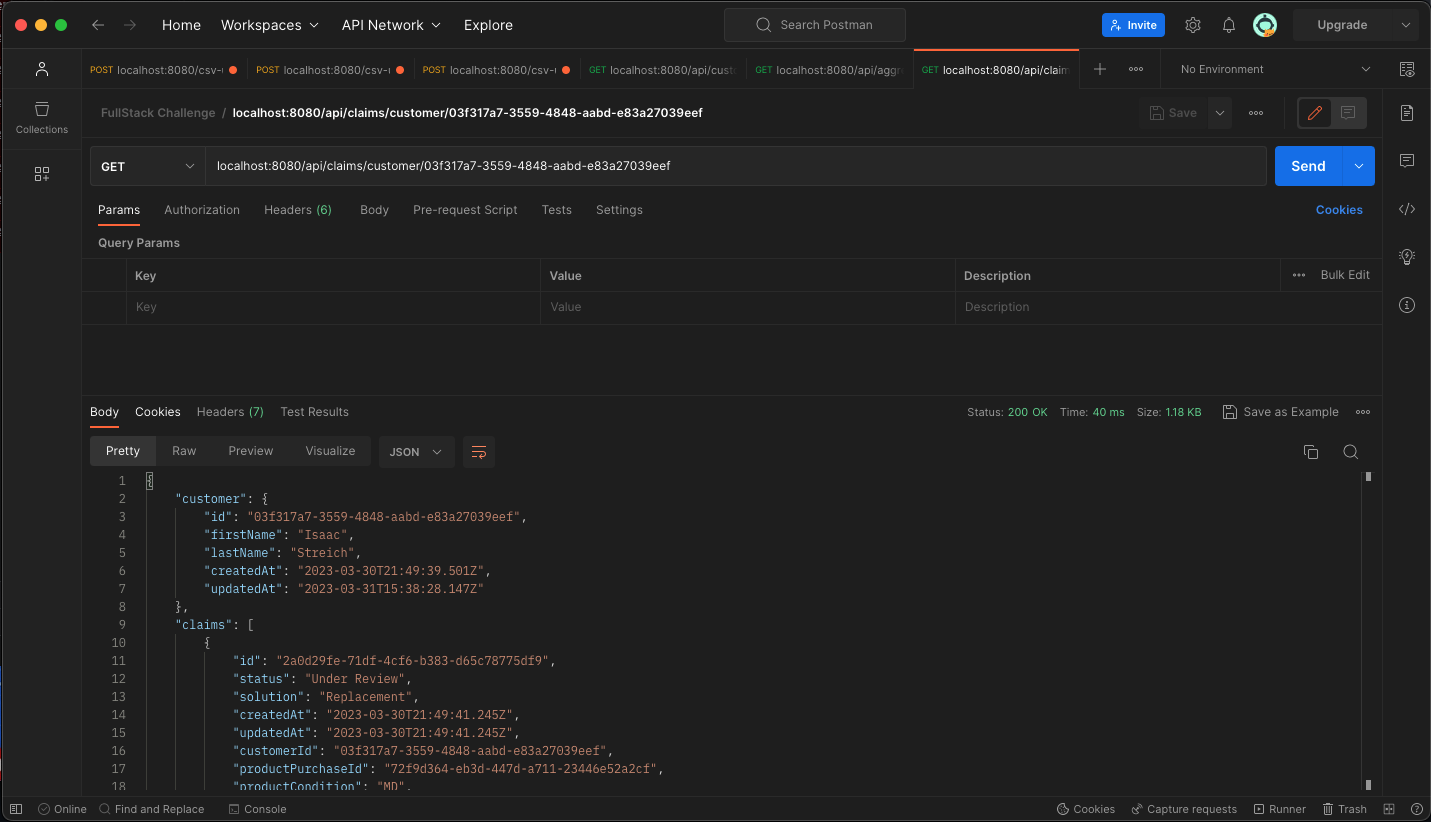 Home Workspaces API Network Explore Search Postman Invite Upgrade
POST localhost:8080/csv- POST localhost:8080/csv- POST localhost:8080/csv- GET localhost:8080/api/cust GET localhost:8080/api/aggr GET localhost:8080/api/claim No Environment
Collections
FullStack Challenge / localhost:8080/api/claims/customer/03f317a7-3559-4848-aabd-e83a27039eef Save
GET localhost:8080/api/claims/customer/03f317a7-3559-4848-aabd-e83a27039eef Send
Params Authorization Headers (6) Body Pre-request Script Tests Settings Cookies
Query Params
Key Value Description Bulk Edit
Key Value Description
Body Cookies Headers (7) Test Results Status: 200 OK Time: 40 ms Size: 1.18 KB Save as Example
Pretty Raw Preview Visualize JSON
1 {
2 "customer": {
3 "id": "03f317a7-3559-4848-aabd-e83a27039eef",
4 "firstName": "Isaac",
5 "lastName": "Streich",
6 "createdAt": "2023-03-30T21:49:39.501Z",
7 "updatedAt": "2023-03-31T15:38:28.147Z"
8 },
9 "claims": [
10 {
11 "id": "2a0d29fe-71df-4cf6-b383-d65c78775df9",
12 "status": "Under Review",
13 "solution": "Replacement",
14 "createdAt": "2023-03-30T21:49:41.245Z",
15 "updatedAt": "2023-03-30T21:49:41.245Z",
16 "customerId": "03f317a7-3559-4848-aabd-e83a27039eef",
17 "productPurchaseId": "72f9d364-eb3d-447d-a711-23446e52a2cf",
18 "productCondition": "MD",
Online Find and Replace Console Cookies Capture requests Runner Trash